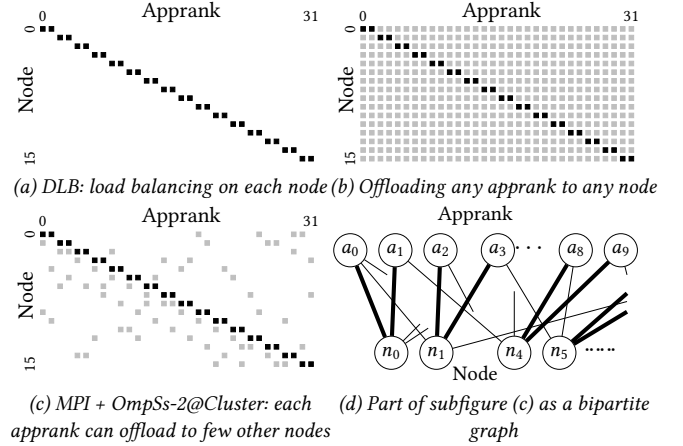 Apprank Apprank
0 31 0 31
0 0
Node Node
15 15
(a) DLB: load balancing on each node (b) Offloading any apprank to any node
Apprank Apprank
0 31
0 a0 a1 a2 a3 · · · a8 a9
Node
15 n0 n1 n4 n5 ......
Node
(c) MPI + OmpSs-2@Cluster: each (d) Part of subfigure (c) as a bipartite
apprank can offload to few other nodes graph